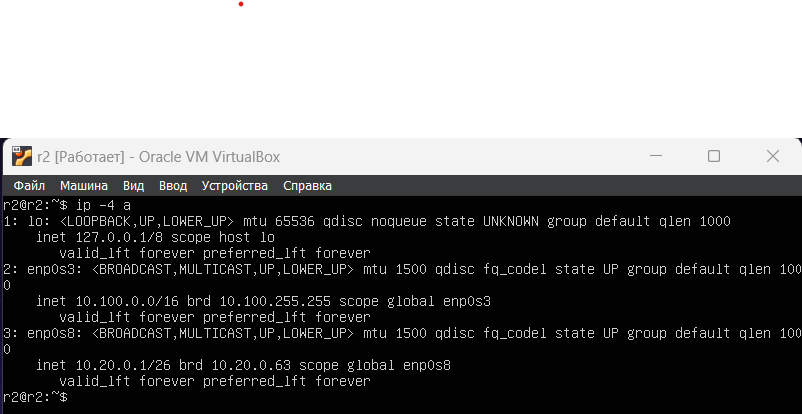 r2 [Работает] - Oracle VM VirtualBox
Файл Машина Вид Ввод Устройства Справка
r2@r2:~$ ip -4 a
1: lo: <LOOPBACK,UP,LOWER_UP> mtu 65536 qdisc noqueue state UNKNOWN group default qlen 1000
    inet 127.0.0.1/8 scope host lo
       valid_lft forever preferred_lft forever
2: enp0s3: <BROADCAST,MULTICAST,UP,LOWER_UP> mtu 1500 qdisc fq_codel state UP group default qlen 100
0
    inet 10.100.0.0/16 brd 10.100.255.255 scope global enp0s3
       valid_lft forever preferred_lft forever
3: enp0s8: <BROADCAST,MULTICAST,UP,LOWER_UP> mtu 1500 qdisc fq_codel state UP group default qlen 100
0
    inet 10.20.0.1/26 brd 10.20.0.63 scope global enp0s8
       valid_lft forever preferred_lft forever
r2@r2:~$